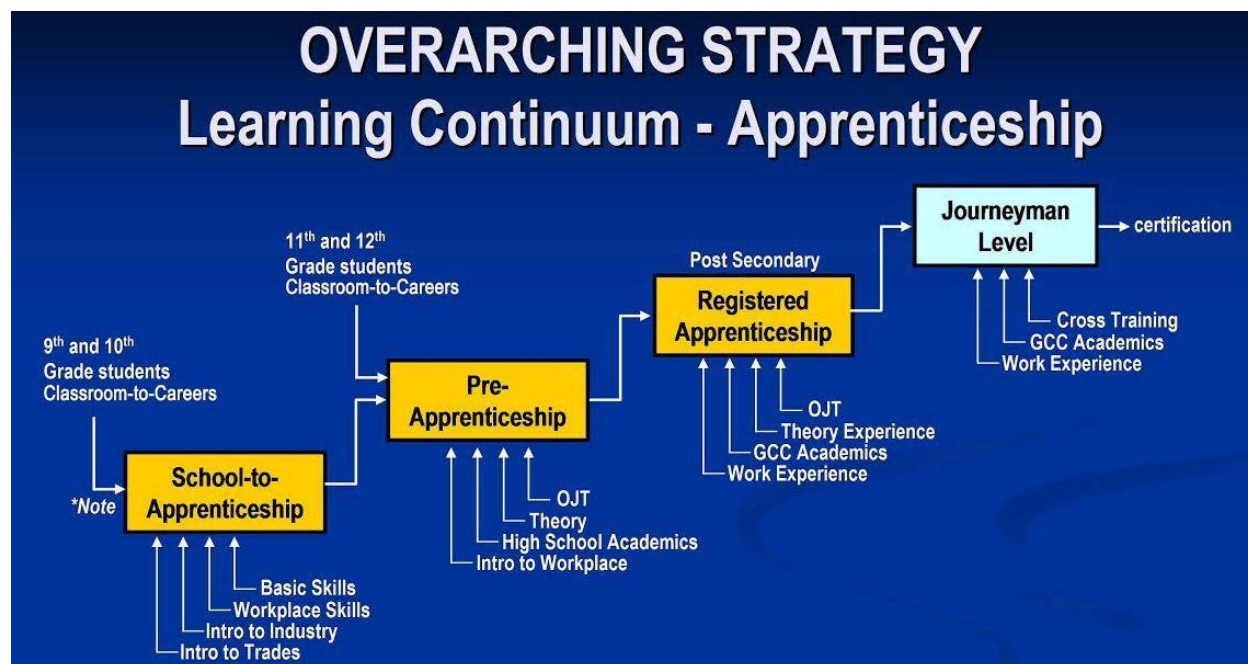 OVERARCHING STRATEGY
Learning Continuum - Apprenticeship
9th and 10th
Grade students
Classroom-to-Careers
*Note
School-to-
Apprenticeship
Basic Skills
Workplace Skills
Intro to Industry
Intro to Trades
11th and 12th
Grade students
Classroom-to-Careers
Pre-
Apprenticeship
OJT
Theory
High School Academics
Intro to Workplace
Post Secondary
Registered
Apprenticeship
OJT
Theory Experience
GCC Academics
Work Experience
Journeyman
Level
certification
Cross Training
GCC Academics
Work Experience